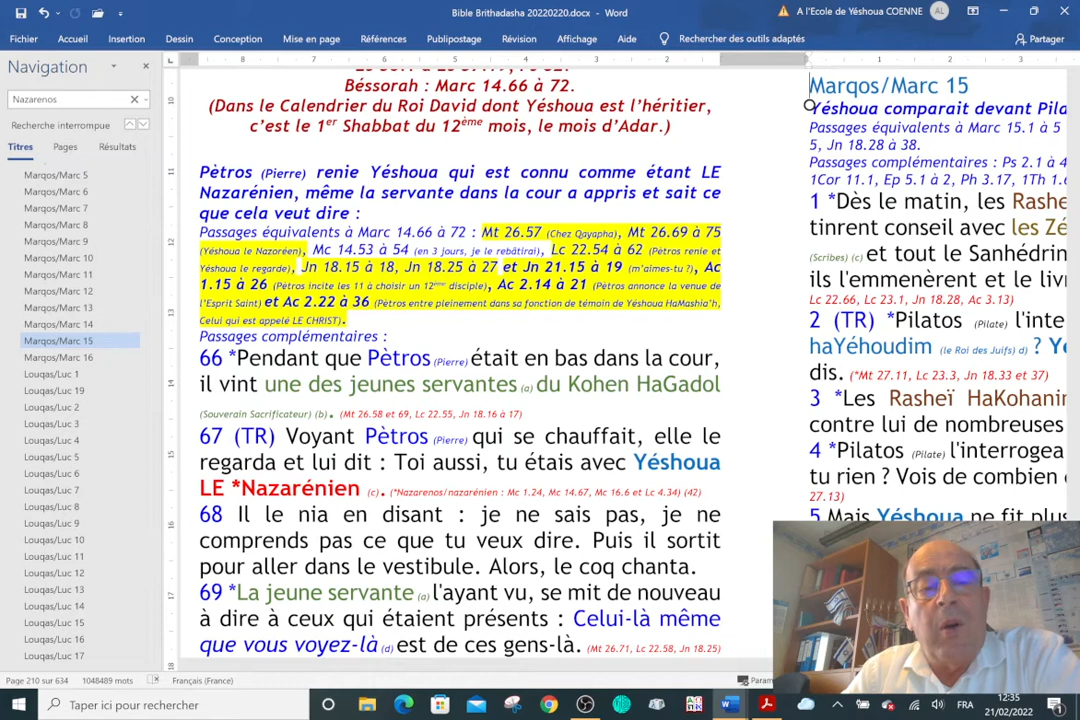 Bible Brithadasha 20220220.docx - Word
A l'Ecole de Yéshoua COENNE
AL
Fichier Accueil Insertion Dessin Conception Mise en page Références Publipostage Révision Affichage Aide Rechercher des outils adaptés Partager
Navigation
Nazarenos
Recherche interrompue
Titres Pages Résultats
Marqos/Marc 5
Marqos/Marc 6
Marqos/Marc 7
Marqos/Marc 8
Marqos/Marc 9
Marqos/Marc 10
Marqos/Marc 11
Marqos/Marc 12
Marqos/Marc 13
Marqos/Marc 14
Marqos/Marc 15
Marqos/Marc 16
Louqas/Luc 1
Louqas/Luc 19
Louqas/Luc 2
Louqas/Luc 3
Louqas/Luc 4
Louqas/Luc 5
Louqas/Luc 6
Louqas/Luc 7
Louqas/Luc 8
Louqas/Luc 9
Louqas/Luc 10
Louqas/Luc 11
Louqas/Luc 12
Louqas/Luc 13
Louqas/Luc 14
Louqas/Luc 15
Louqas/Luc 16
Louqas/Luc 17
Béssorah : Marc 14.66 à 72.
(Dans le Calendrier du Roi David dont Yéshoua est l'héritier,
c'est le 1er Shabbat du 12ème mois, le mois d'Adar.)
Pètros (Pierre) renie Yéshoua qui est connu comme étant LE
Nazarénien, même la servante dans la cour a appris et sait ce
que cela veut dire :
Passages équivalents à Marc 14.66 à 72 : Mt 26.57 (Chez Qayapha), Mt 26.69 à 75
(Yéshoua le Nazoréen), Mc 14.53 à 54 (en 3 jours, je le rebâtirai), Lc 22.54 à 62 (Pètros renie et
Yéshoua le regarde), Jn 18.15 à 18, Jn 18.25 à 27 et Jn 21.15 à 19 (m'aimes-tu ?), Ac
1.15 à 26 (Pètros incite les 11 à choisir un 12ème disciple), Ac 2.14 à 21 (Pètros annonce la venue de
l'Esprit Saint) et Ac 2.22 à 36 (Pètros entre pleinement dans sa fonction de témoin de Yéshoua HaMashia'h,
Celui qui est appelé LE CHRIST).
Passages complémentaires :
66 *Pendant que Pètros (Pierre) était en bas dans la cour,
il vint une des jeunes servantes (a) du Kohen HaGadol
(Souverain Sacrificateur) (b). (Mt 26.58 et 69, Lc 22.55, Jn 18.16 à 17)
67 (TR) Voyant Pètros (Pierre) qui se chauffait, elle le
regarda et lui dit : Toi aussi, tu étais avec Yéshoua
LE *Nazarénien (c). (*Nazarenos/nazarénien : Mc 1.24, Mc 14.67, Mc 16.6 et Lc 4.34) (42)
68 Il le nia en disant : je ne sais pas, je ne
comprends pas ce que tu veux dire. Puis il sortit
pour aller dans le vestibule. Alors, le coq chanta.
69 *La jeune servante (a) l'ayant vu, se mit de nouveau
à dire à ceux qui étaient présents : Celui-là même
que vous voyez-là (d) est de ces gens-là. (Mt 26.71, Lc 22.58, Jn 18.25)
Marqos/Marc 15
Yéshoua comparait devant Pila
Passages équivalents à Marc 15.1 à 5
5, Jn 18.28 à 38.
Passages complémentaires : Ps 2.1 à 4
1Cor 11.1, Ep 5.1 à 2, Ph 3.17, 1Th 1.6
1 *Dès le matin, les Rashe
tinrent conseil avec les Zé
(Scribes) (c) et tout le Sanhédrin
ils l'emmenèrent et le livr
Lc 22.66, Lc 23.1, Jn 18.28, Ac 3.13)
2 (TR) *Pilatos (Pilate) l'inte
haYéhoudim (le Roi des Juifs) d) ? Ye
dis. (*Mt 27.11, Lc 23.3, Jn 18.33 et 37)
3 *Les Rasheï HaKohanim
contre lui de nombreuses
4 *Pilatos (Pilate) l'interrogea
tu rien ? Vois de combien
27.13)
5 Mais Yéshoua ne fit plus
Page 210 sur 634 1048489 mots Français (France)
Taper ici pour rechercher
FRA
12:35
21/02/2022